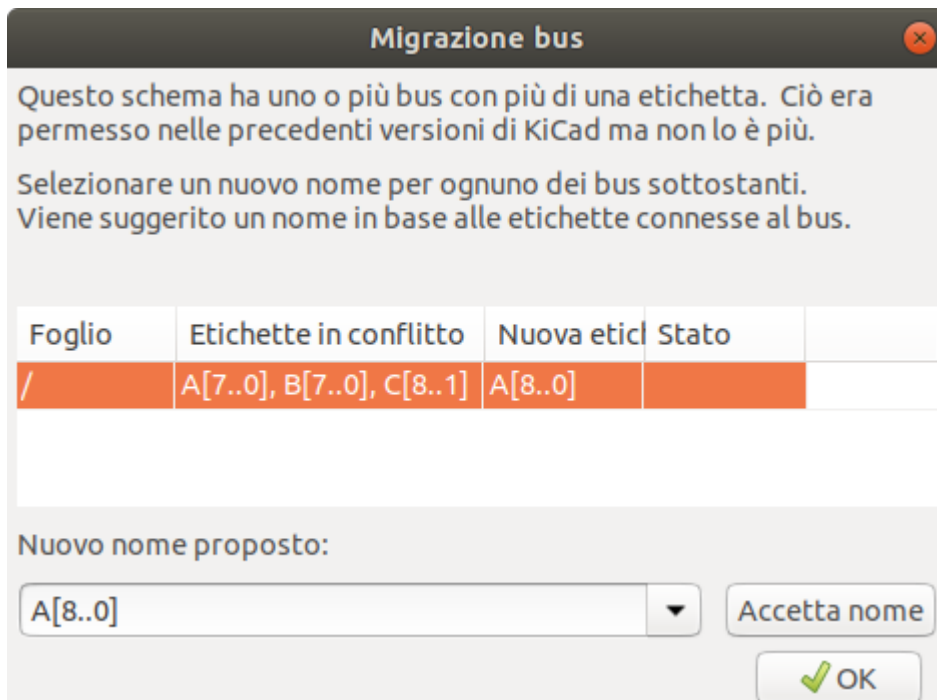 Migrazione bus
Questo schema ha uno o più bus con più di una etichetta.  Ciò era
permesso nelle precedenti versioni di KiCad ma non lo è più.
Selezionare un nuovo nome per ognuno dei bus sottostanti.
Viene suggerito un nome in base alle etichette connesse al bus.
Foglio Etichette in conflitto Nuova etich Stato
/ A[7..0], B[7..0], C[8..1] A[8..0]
Nuovo nome proposto:
A[8..0] Accetta nome
OK